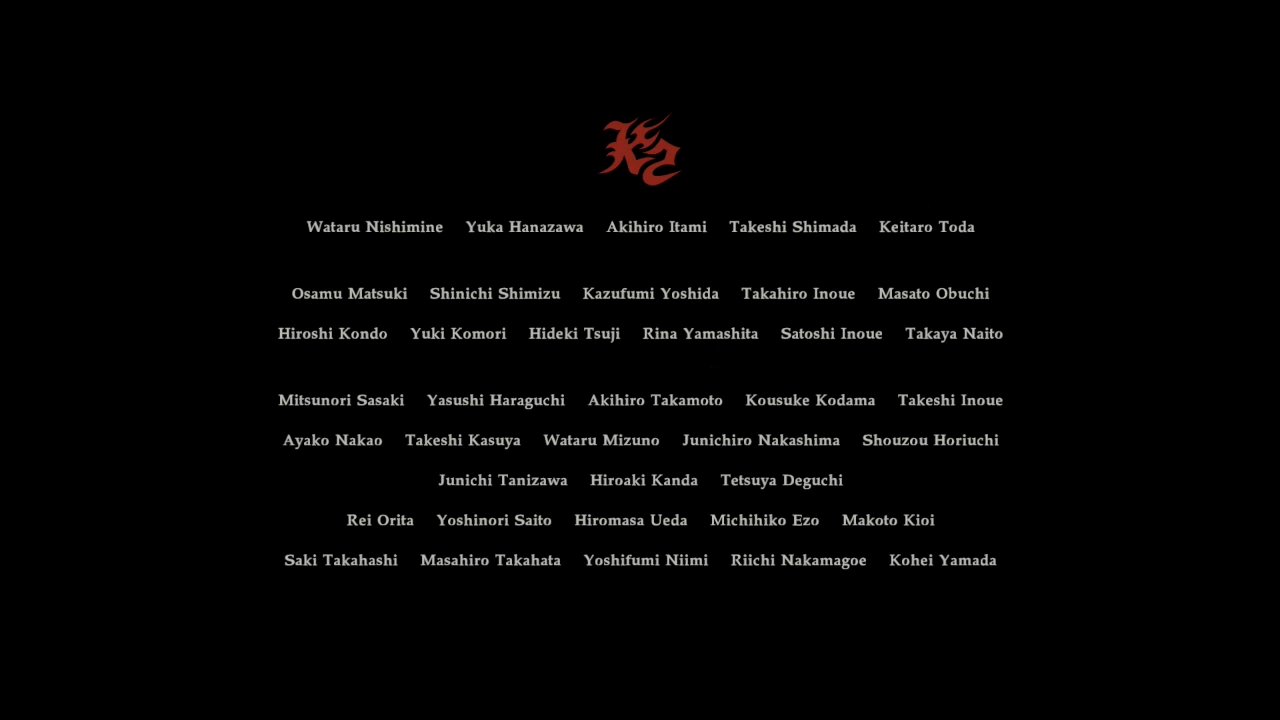 K2
Wataru Nishimine Yuka Hanazawa Akihiro Itami Takeshi Shimada Keitaro Toda
Osamu Matsuki Shinichi Shimizu Kazufumi Yoshida Takahiro Inoue Masato Obuchi
Hiroshi Kondo Yuki Komori Hideki Tsuji Rina Yamashita Satoshi Inoue Takaya Naito
Mitsunori Sasaki Yasushi Haraguchi Akihiro Takamoto Kousuke Kodama Takeshi Inoue
Ayako Nakao Takeshi Kasuya Wataru Mizuno Junichiro Nakashima Shouzou Horiuchi
Junichi Tanizawa Hiroaki Kanda Tetsuya Deguchi
Rei Orita Yoshinori Saito Hiromasa Ueda Michihiko Ezo Makoto Kioi
Saki Takahashi Masahiro Takahata Yoshifumi Niimi Riichi Nakamagoe Kohei Yamada